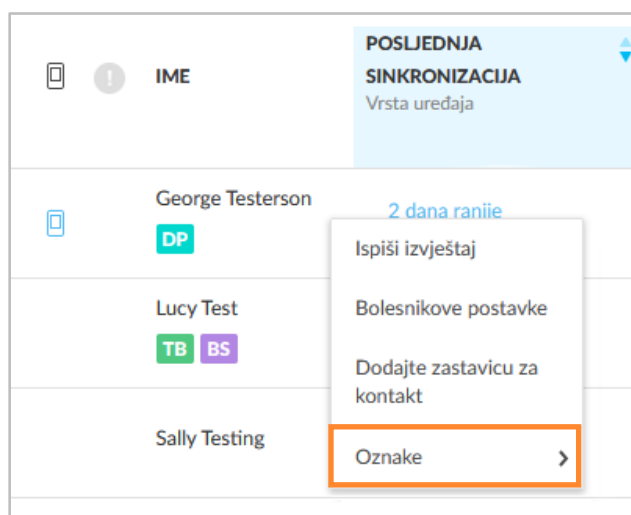 IME
POSLJEDNJA
SINKRONIZACIJA
Vrsta uređaja
George Testerson
DP
2 dana ranije
Ispiši izvještaj
Lucy Test
TB BS
Bolesnikove postavke
Dodajte zastavicu za
kontakt
Sally Testing
Oznake